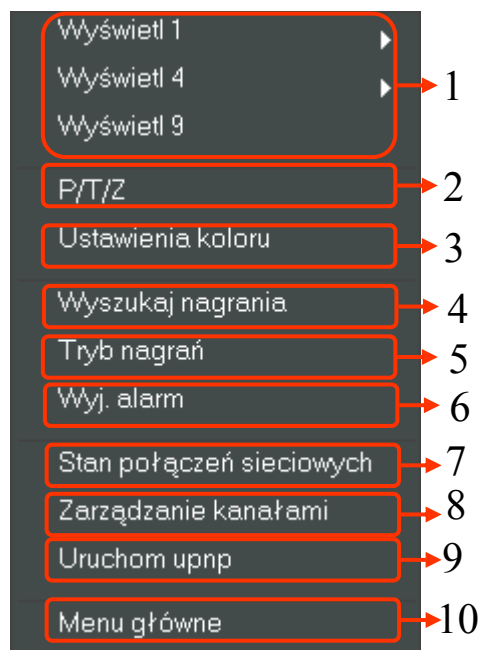 Wyświetl 1
Wyświetl 4
Wyświetl 9
1
P/T/Z
2
Ustawienia koloru
3
Wyszukaj nagrania
4
Tryb nagrań
5
Wyj. alarm
6
Stan połączeń sieciowych
7
Zarządzanie kanałami
8
Uruchom upnp
9
Menu główne
10